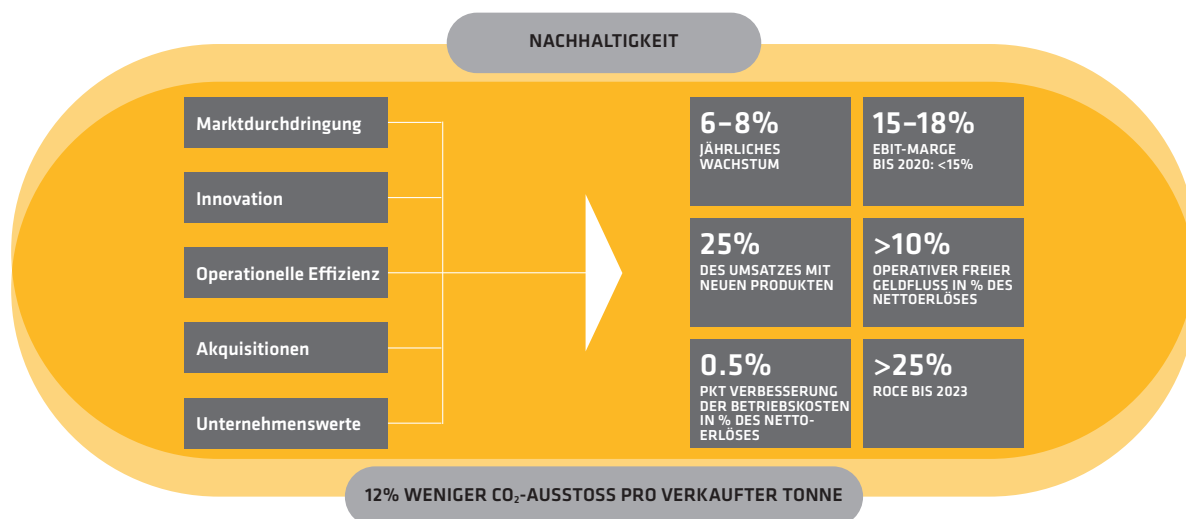 NACHHALTIGKEIT
Marktdurchdringung
Innovation
Operationelle Effizienz
Akquisitionen
Unternehmenswerte
6–8%
JÄHRLICHES
WACHSTUM
15–18%
EBIT-MARGE
BIS 2020: <15%
25%
DES UMSATZES MIT
NEUEN PRODUKTEN
>10%
OPERATIVER FREIER
GELDFLUSS IN % DES
NETTOERLÖSES
0.5%
PKT VERBESSERUNG
DER BETRIEBSKOSTEN
IN % DES NETTO-
ERLÖSES
>25%
ROCE BIS 2023
12% WENIGER CO₂-AUSSTOSS PRO VERKAUFTER TONNE